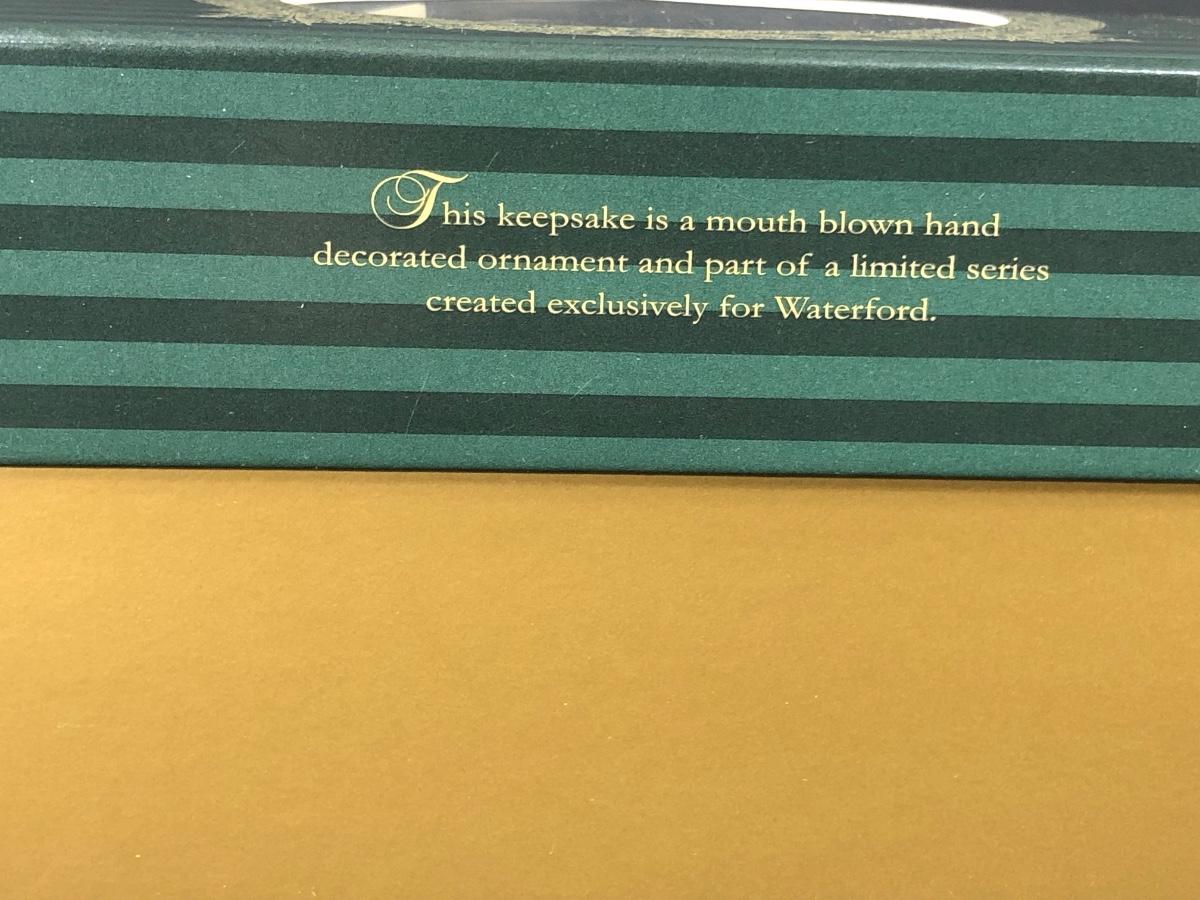 This keepsake is a mouth blown hand
decorated ornament and part of a limited series
created exclusively for Waterford.